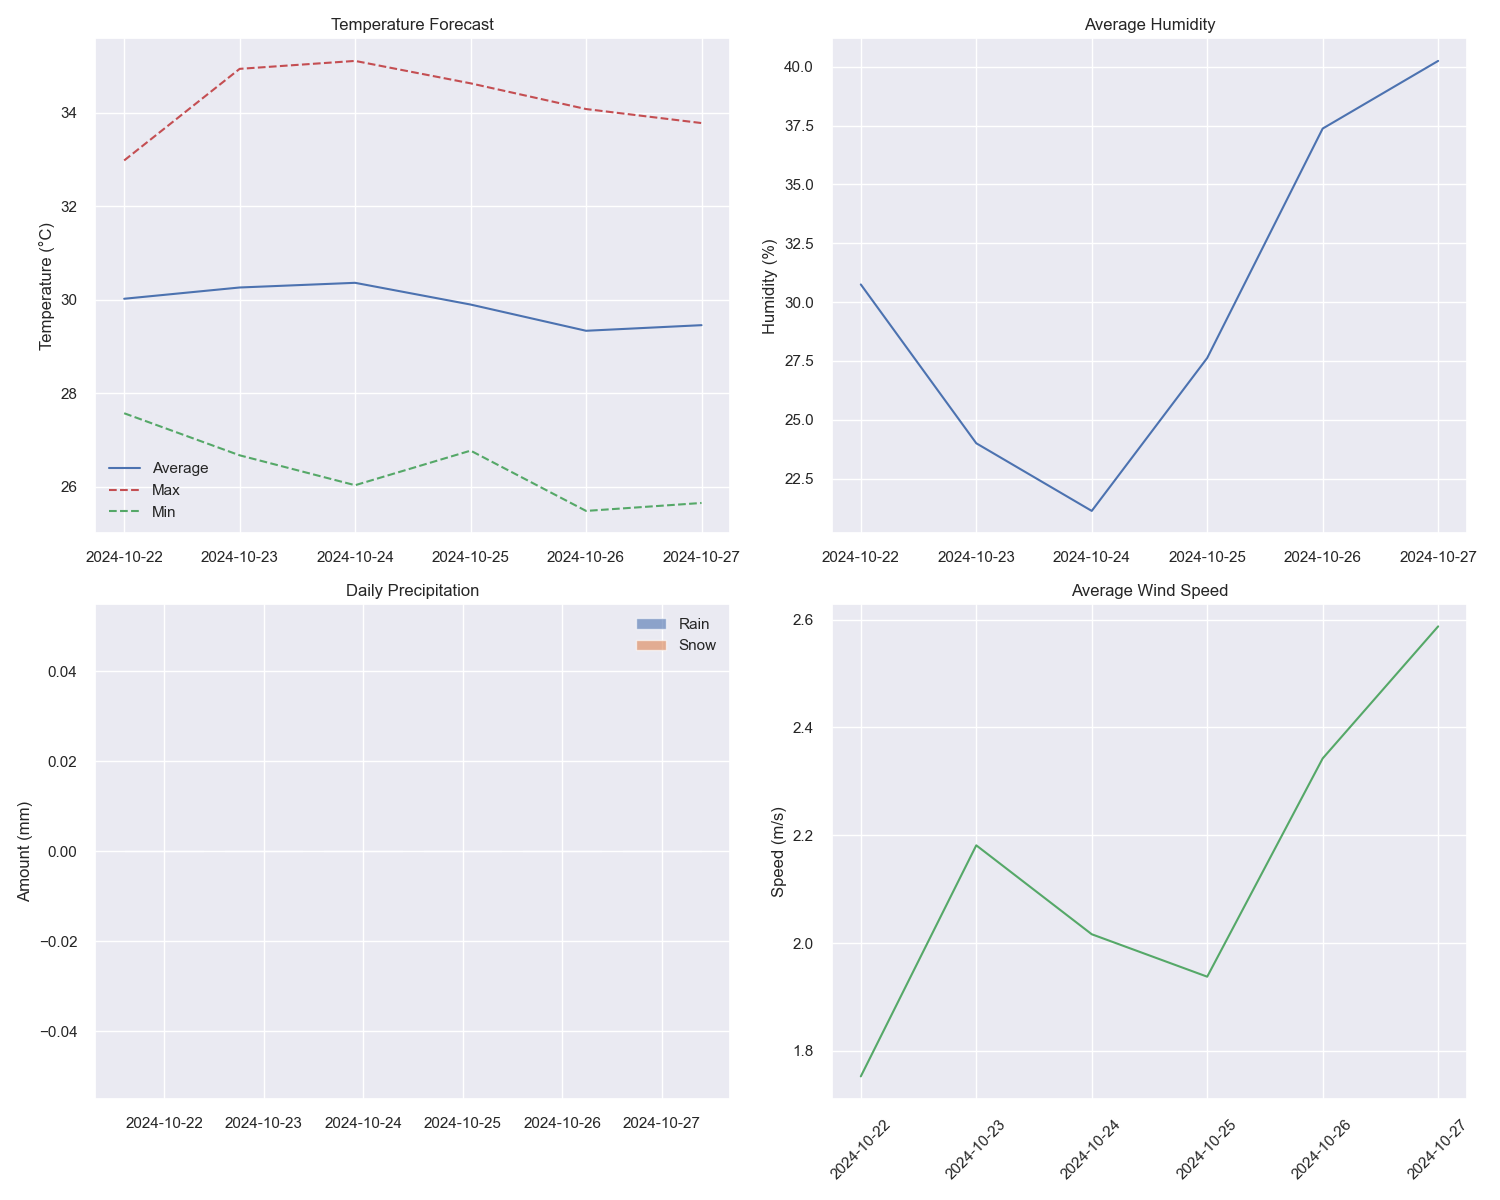 Temperature Forecast
Temperature (°C)
34
32
30
28
26
Average
Max
Min
2024-10-22 2024-10-23 2024-10-24 2024-10-25 2024-10-26 2024-10-27
Average Humidity
Humidity (%)
40.0
37.5
35.0
32.5
30.0
27.5
25.0
22.5
2024-10-22 2024-10-23 2024-10-24 2024-10-25 2024-10-26 2024-10-27
Daily Precipitation
Amount (mm)
Rain
Snow
0.04
0.02
0.00
−0.02
−0.04
2024-10-22 2024-10-23 2024-10-24 2024-10-25 2024-10-26 2024-10-27
Average Wind Speed
Speed (m/s)
2.6
2.4
2.2
2.0
1.8
2024-10-22 2024-10-23 2024-10-24 2024-10-25 2024-10-26 2024-10-27